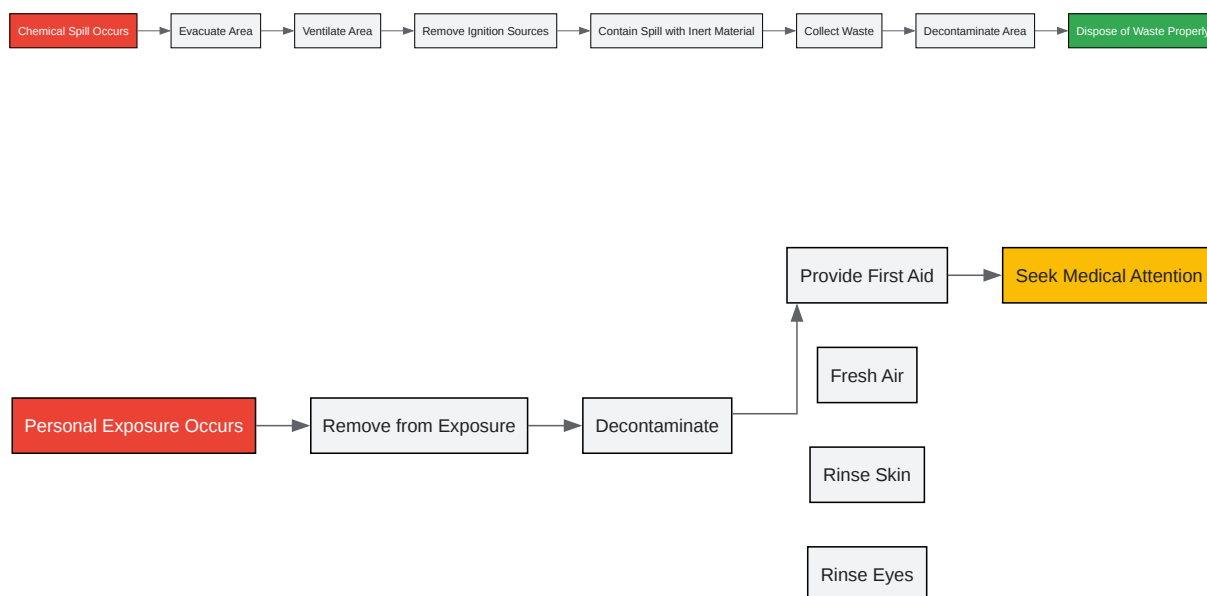 Chemical Spill Occurs
Evacuate Area
Ventilate Area
Remove Ignition Sources
Contain Spill with Inert Material
Collect Waste
Decontaminate Area
Dispose of Waste Properly
Provide First Aid
Seek Medical Attention
Fresh Air
Personal Exposure Occurs
Remove from Exposure
Decontaminate
Rinse Skin
Rinse Eyes